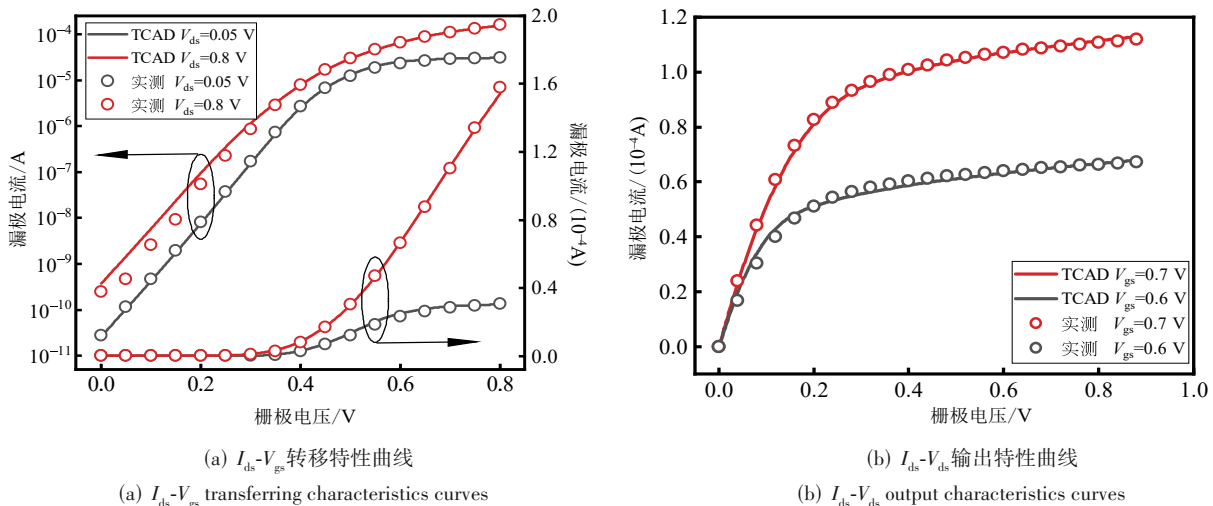 TCAD Vds=0.05 V
TCAD Vds=0.8 V
实测 Vds=0.05 V
实测 Vds=0.8 V
10⁻⁴
10⁻⁵
10⁻⁶
10⁻⁷
10⁻⁸
10⁻⁹
10⁻¹⁰
10⁻¹¹
漏极电流/A
2.0
1.6
1.2
0.8
0.4
0.0
漏极电流/(10⁻⁴A)
0.0 0.2 0.4 0.6 0.8
栅极电压/V
(a) Ids-Vgs转移特性曲线
(a) Ids-Vgs transferring characteristics curves
1.2
1.0
0.8
0.6
0.4
0.2
0.0
漏极电流/(10⁻⁴A)
TCAD Vgs=0.7 V
TCAD Vgs=0.6 V
实测 Vgs=0.7 V
实测 Vgs=0.6 V
0.0 0.2 0.4 0.6 0.8 1.0
栅极电压/V
(b) Ids-Vds输出特性曲线
(b) Ids-Vds output characteristics curves